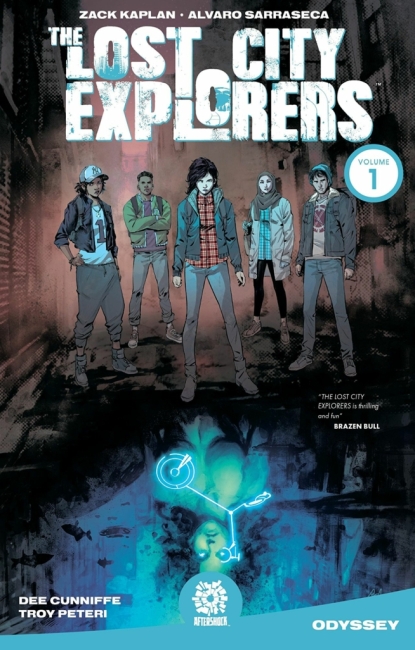 ZACK KAPLAN • ALVARO SARRASECA
THE LOST CITY
EXPLORERS
VOLUME
1
"THE LOST CITY
EXPLORERS is thrilling
and fun"
BRAZEN BULL
DEE CUNNIFFE
TROY PETERI
AFTERSHOCK
ODYSSEY